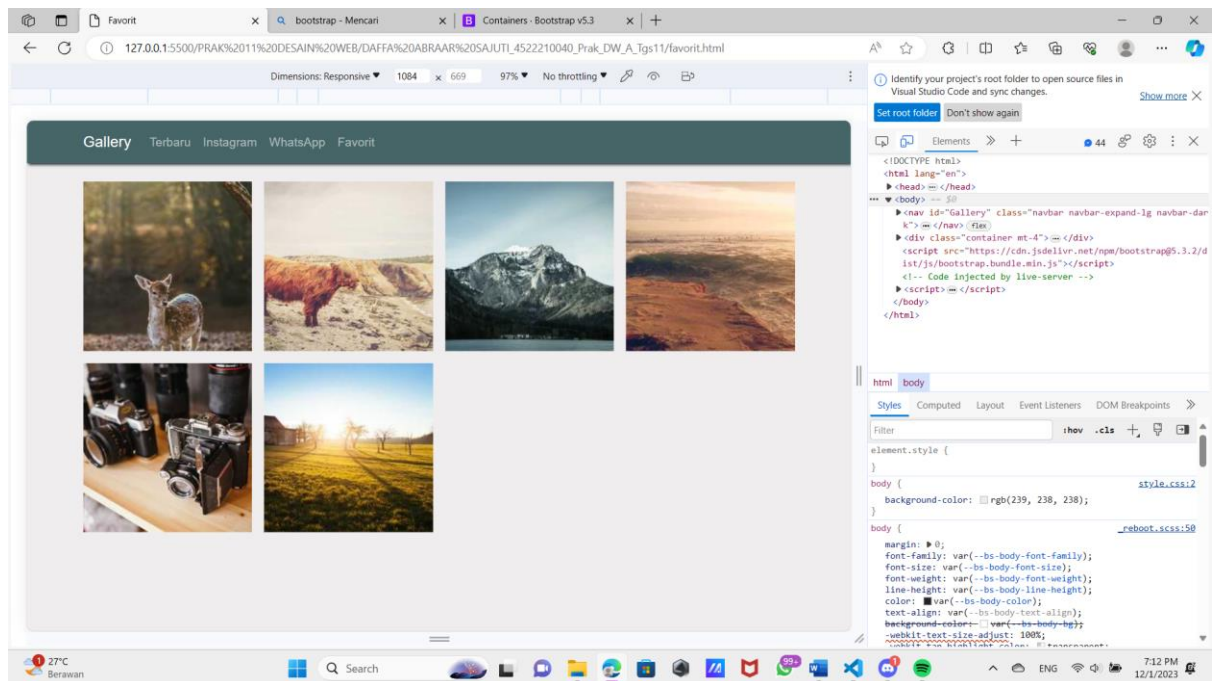 Favorit
bootstrap - Mencari
B Containers · Bootstrap v5.3
127.0.0.1:5500/PRAK%2011%20DESAIN%20WEB/DAFFA%20ABRAAR%20SAJUTI_4522210040_Prak_DW_A_Tgs11/favorit.html
Dimensions: Responsive ▼ 1084 x 669 97% ▼ No throttling ▼
Identify your project's root folder to open source files in
Visual Studio Code and sync changes.
Show more
Set root folder Don't show again
Gallery Terbaru Instagram WhatsApp Favorit
Elements
44
<!DOCTYPE html>
<html lang="en">
<head> … </head>
<body> == $0
<nav id="Gallery" class="navbar navbar-expand-lg navbar-dar
k"> … </nav> flex
<div class="container mt-4"> … </div>
<script src="https://cdn.jsdelivr.net/npm/bootstrap@5.3.2/d
ist/js/bootstrap.bundle.min.js"></script>
<!-- Code injected by live-server -->
<script> … </script>
</body>
</html>
html body
Styles Computed Layout Event Listeners DOM Breakpoints
Filter :hov .cls
element.style {
}
body { style.css:2
background-color: rgb(239, 238, 238);
}
body { _reboot.scss:50
margin: 0;
font-family: var(--bs-body-font-family);
font-size: var(--bs-body-font-size);
font-weight: var(--bs-body-font-weight);
line-height: var(--bs-body-line-height);
color: var(--bs-body-color);
text-align: var(--bs-body-text-align);
background-color: var(--bs-body-bg);
-webkit-text-size-adjust: 100%;
1
27°C
Berawan
Search
99+
ENG
7:12 PM
12/1/2023